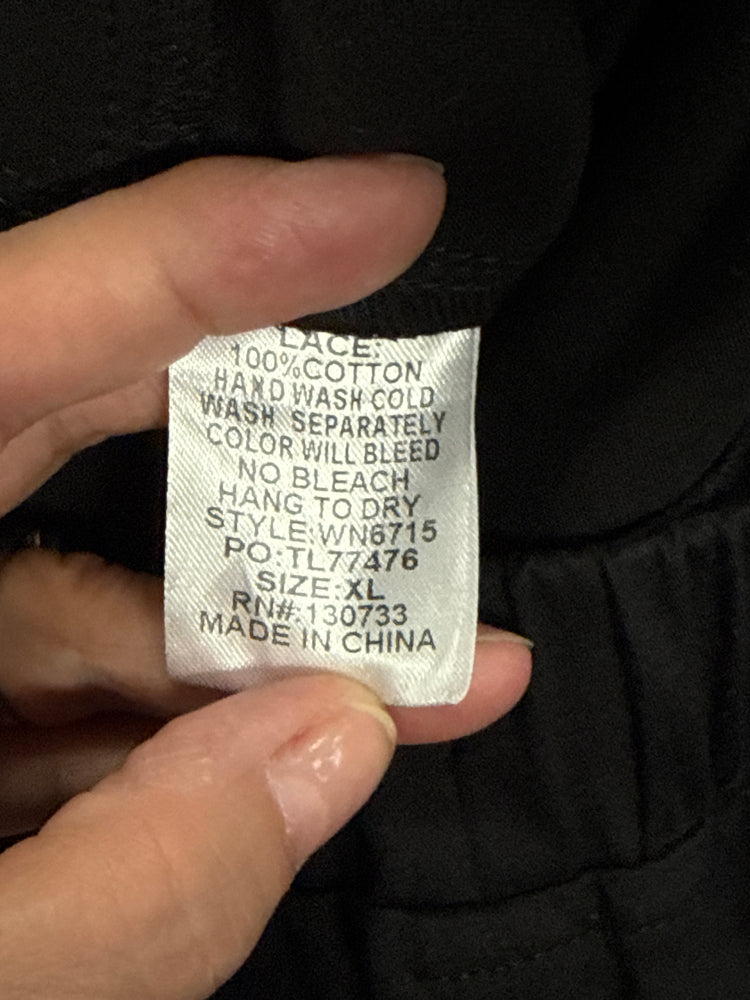 LACE:
100%COTTON
HAND WASH COLD
WASH SEPARATELY
COLOR WILL BLEED
NO BLEACH
HANG TO DRY
STYLE:WN6715
PO:TL77476
SIZE:XL
RN#:130733
MADE IN CHINA